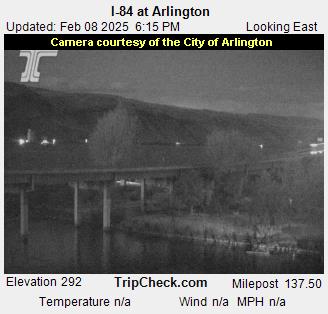 I-84 at Arlington
Updated: Feb 08 2025 6:15 PM Looking East
Camera courtesy of the City of Arlington
Elevation 292 TripCheck.com Milepost 137.50
Temperature n/a Wind n/a MPH n/a